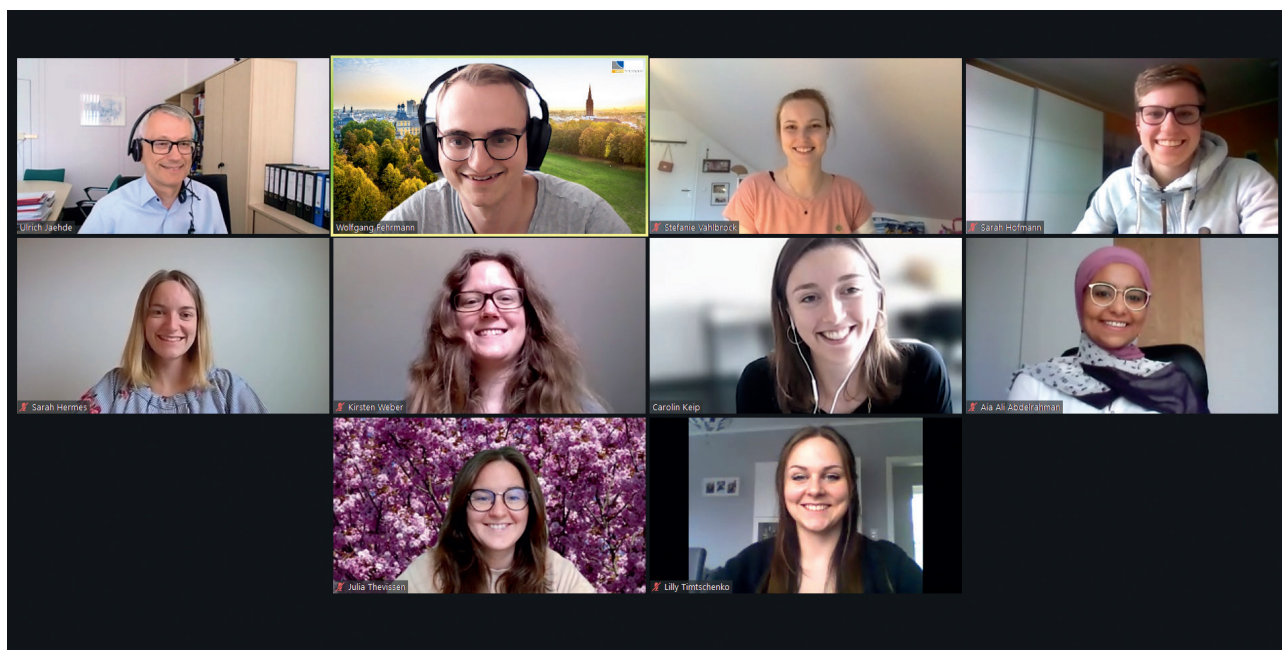 Ulrich Jaehde
Wolfgang Fehrmann
Stefanie Vahlbrock
Sarah Hofmann
Sarah Hermes
Kirsten Weber
Carolin Keip
Aia Ali Abdelrahman
Julia Thevissen
Lilly Timtschenko